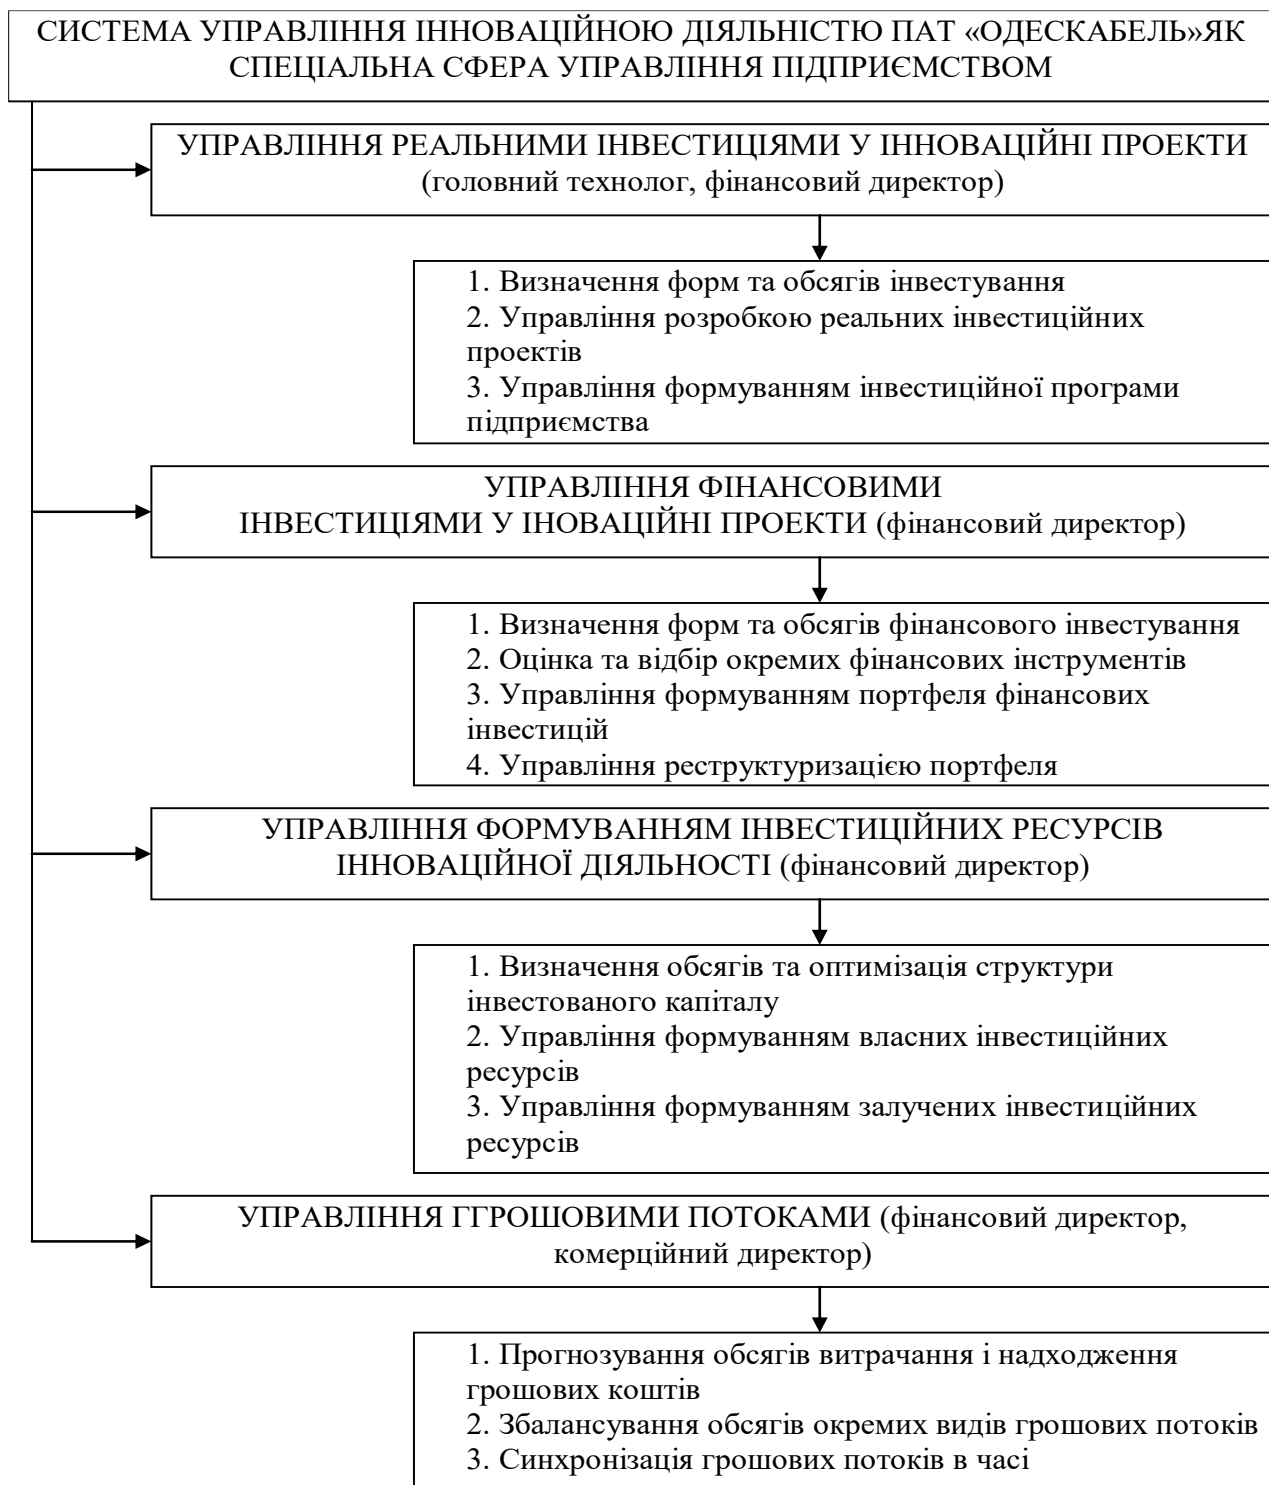 СИСТЕМА УПРАВЛІННЯ ІННОВАЦІЙНОЮ ДІЯЛЬНІСТЮ ПАТ «ОДЕСКАБЕЛЬ»ЯК
СПЕЦІАЛЬНА СФЕРА УПРАВЛІННЯ ПІДПРИЄМСТВОМ
УПРАВЛІННЯ РЕАЛЬНИМИ ІНВЕСТИЦІЯМИ У ІННОВАЦІЙНІ ПРОЕКТИ
(головний технолог, фінансовий директор)
1. Визначення форм та обсягів інвестування
2. Управління розробкою реальних інвестиційних
проектів
3. Управління формуванням інвестиційної програми
підприємства
УПРАВЛІННЯ ФІНАНСОВИМИ
ІНВЕСТИЦІЯМИ У ІНОВАЦІЙНІ ПРОЕКТИ (фінансовий директор)
1. Визначення форм та обсягів фінансового інвестування
2. Оцінка та відбір окремих фінансових інструментів
3. Управління формуванням портфеля фінансових
інвестицій
4. Управління реструктуризацією портфеля
УПРАВЛІННЯ ФОРМУВАННЯМ ІНВЕСТИЦІЙНИХ РЕСУРСІВ
ІННОВАЦІЙНОЇ ДІЯЛЬНОСТІ (фінансовий директор)
1. Визначення обсягів та оптимізація структури
інвестованого капіталу
2. Управління формуванням власних інвестиційних
ресурсів
3. Управління формуванням залучених інвестиційних
ресурсів
УПРАВЛІННЯ ГГРОШОВИМИ ПОТОКАМИ (фінансовий директор,
комерційний директор)
1. Прогнозування обсягів витрачання і надходження
грошових коштів
2. Збалансування обсягів окремих видів грошових потоків
3. Синхронізація грошових потоків в часі